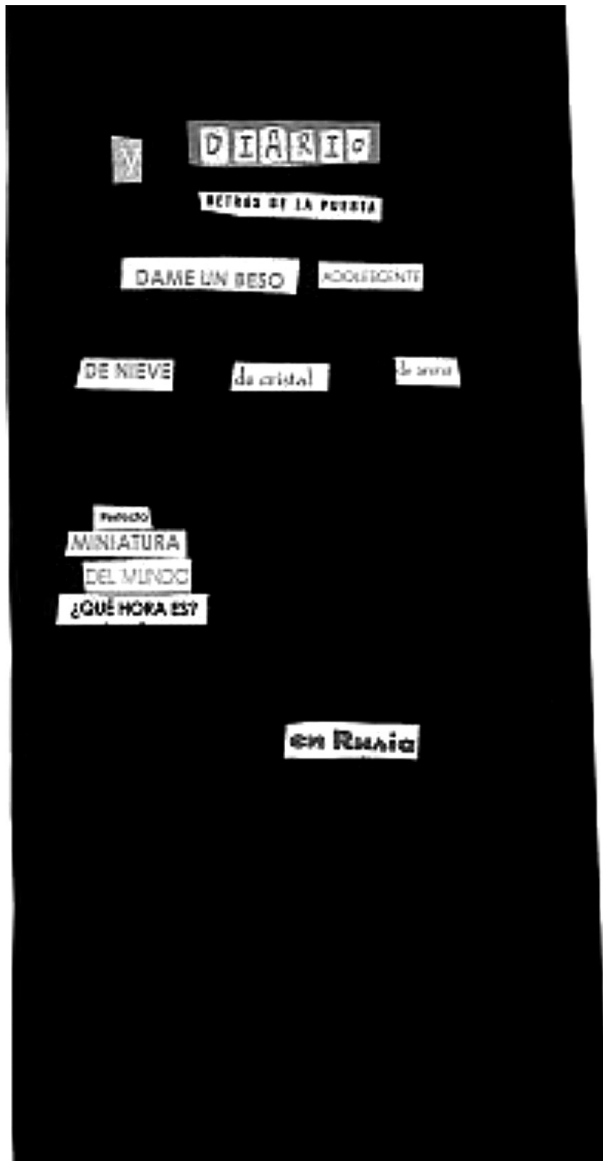 y DIARIO
DETRÁS DE LA PUERTA
DAME UN BESO ADOLESCENTE
DE NIEVE de cristal de
Perfecto
MINIATURA
DEL MUNDO
¿QUÉ HORA ES?
en Rusia